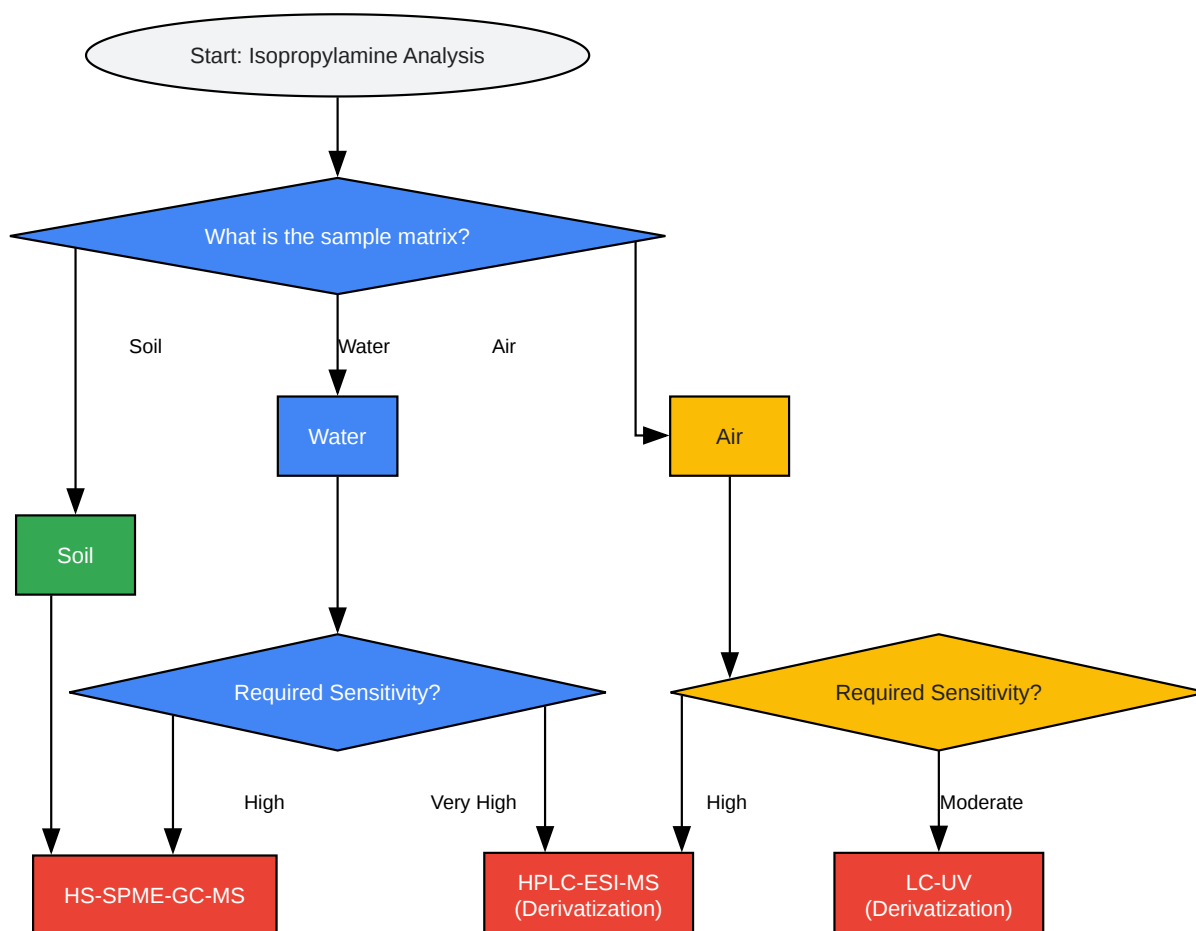 Start: Isopropylamine Analysis
What is the sample matrix?
Soil
Water
Air
Water
Air
Soil
Required Sensitivity?
Required Sensitivity?
High
Very High
High
Moderate
HS-SPME-GC-MS
HPLC-ESI-MS
(Derivatization)
LC-UV
(Derivatization)